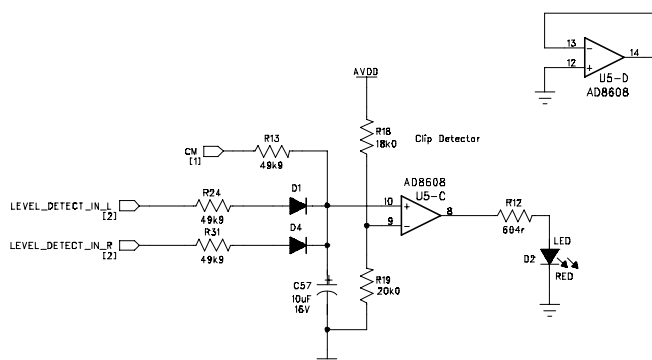 13
12
14
U5-D
AD8608
AVDD
R18
18k0
Clip Detector
CM
[1]
R13
49k9
AD8608
U5-C
LEVEL_DETECT_IN_L
[2]
R24
49k9
D1
10
9
8
R12
604r
LEVEL_DETECT_IN_R
[2]
R31
49k9
D4
LED
D2
RED
C57
10uF
16V
R19
20k0